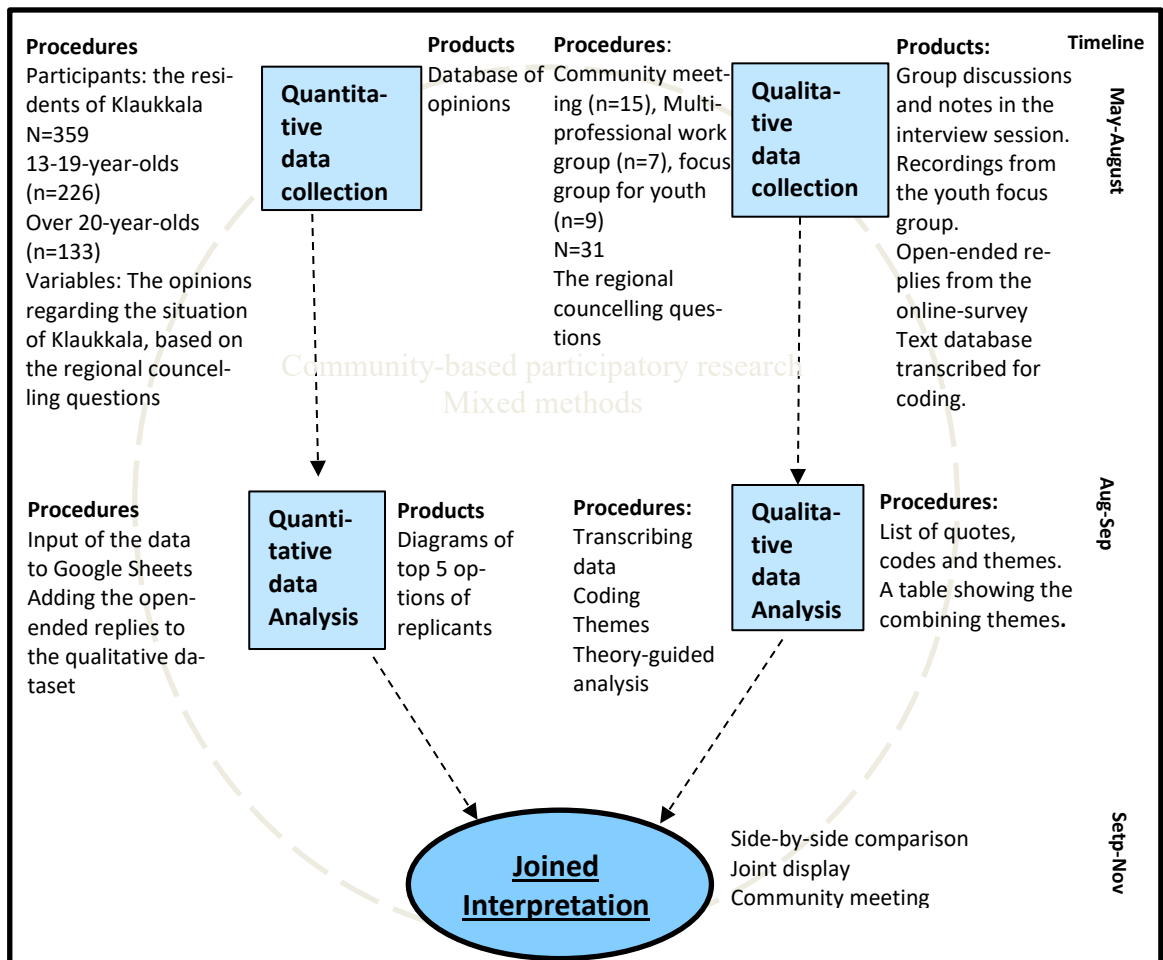 Procedures
Participants: the resi-
dents of Klaukkala
N=359
13-19-year-olds
(n=226)
Over 20-year-olds
(n=133)
Variables: The opinions
regarding the situation
of Klaukkala, based on
the regional councel-
ling questions
Quantita-
tive
data
collection
Products
Database of
opinions
Procedures:
Community meet-
ing (n=15), Multi-
professional work
group (n=7), focus
group for youth
(n=9)
N=31
The regional
councelling ques-
tions
Qualita-
tive
data
collection
Products:
Group discussions
and notes in the
interview session.
Recordings from
the youth focus
group.
Open-ended re-
plies from the
online-survey
Text database
transcribed for
coding.
Timeline
May-August
Community-based participatory research
Mixed methods
Procedures
Input of the data
to Google Sheets
Adding the open-
ended replies to
the qualitative da-
taset
Quanti-
tative
data
Analysis
Products
Diagrams of
top 5 op-
tions of
replicants
Procedures:
Transcribing
data
Coding
Themes
Theory-guided
analysis
Qualita-
tive
data
Analysis
Procedures:
List of quotes,
codes and themes.
A table showing the
combining themes.
Aug-Sep
Joined
Interpretation
Side-by-side comparison
Joint display
Community meeting
Setp-Nov